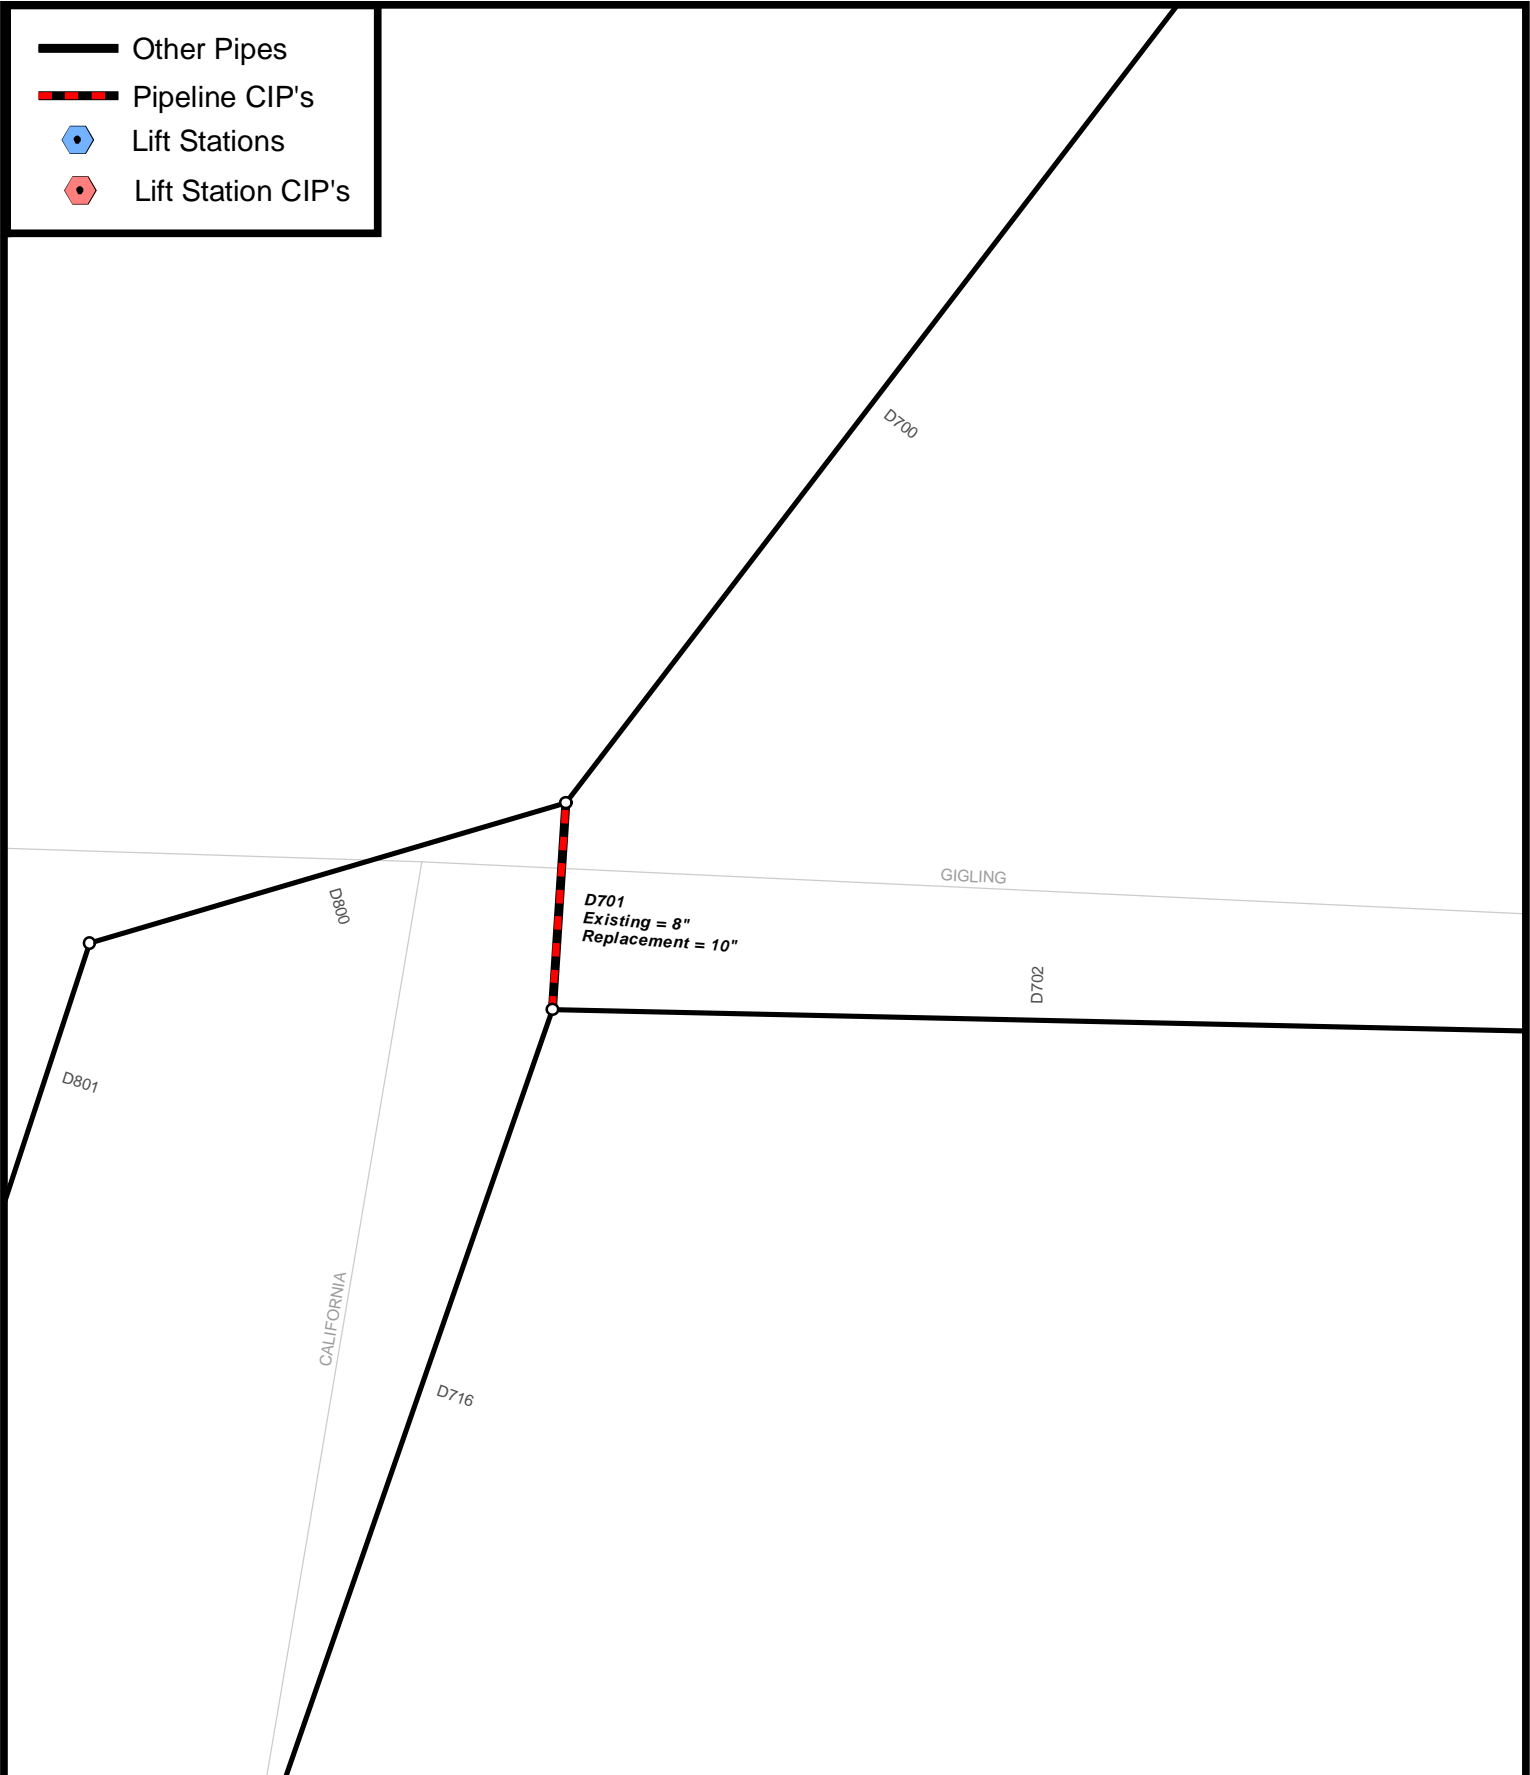 Other Pipes
Pipeline CIP's
Lift Stations
Lift Station CIP's
D700
GIGLING
D800
D701
Existing = 8"
Replacement = 10"
D702
D801
CALIFORNIA
D716